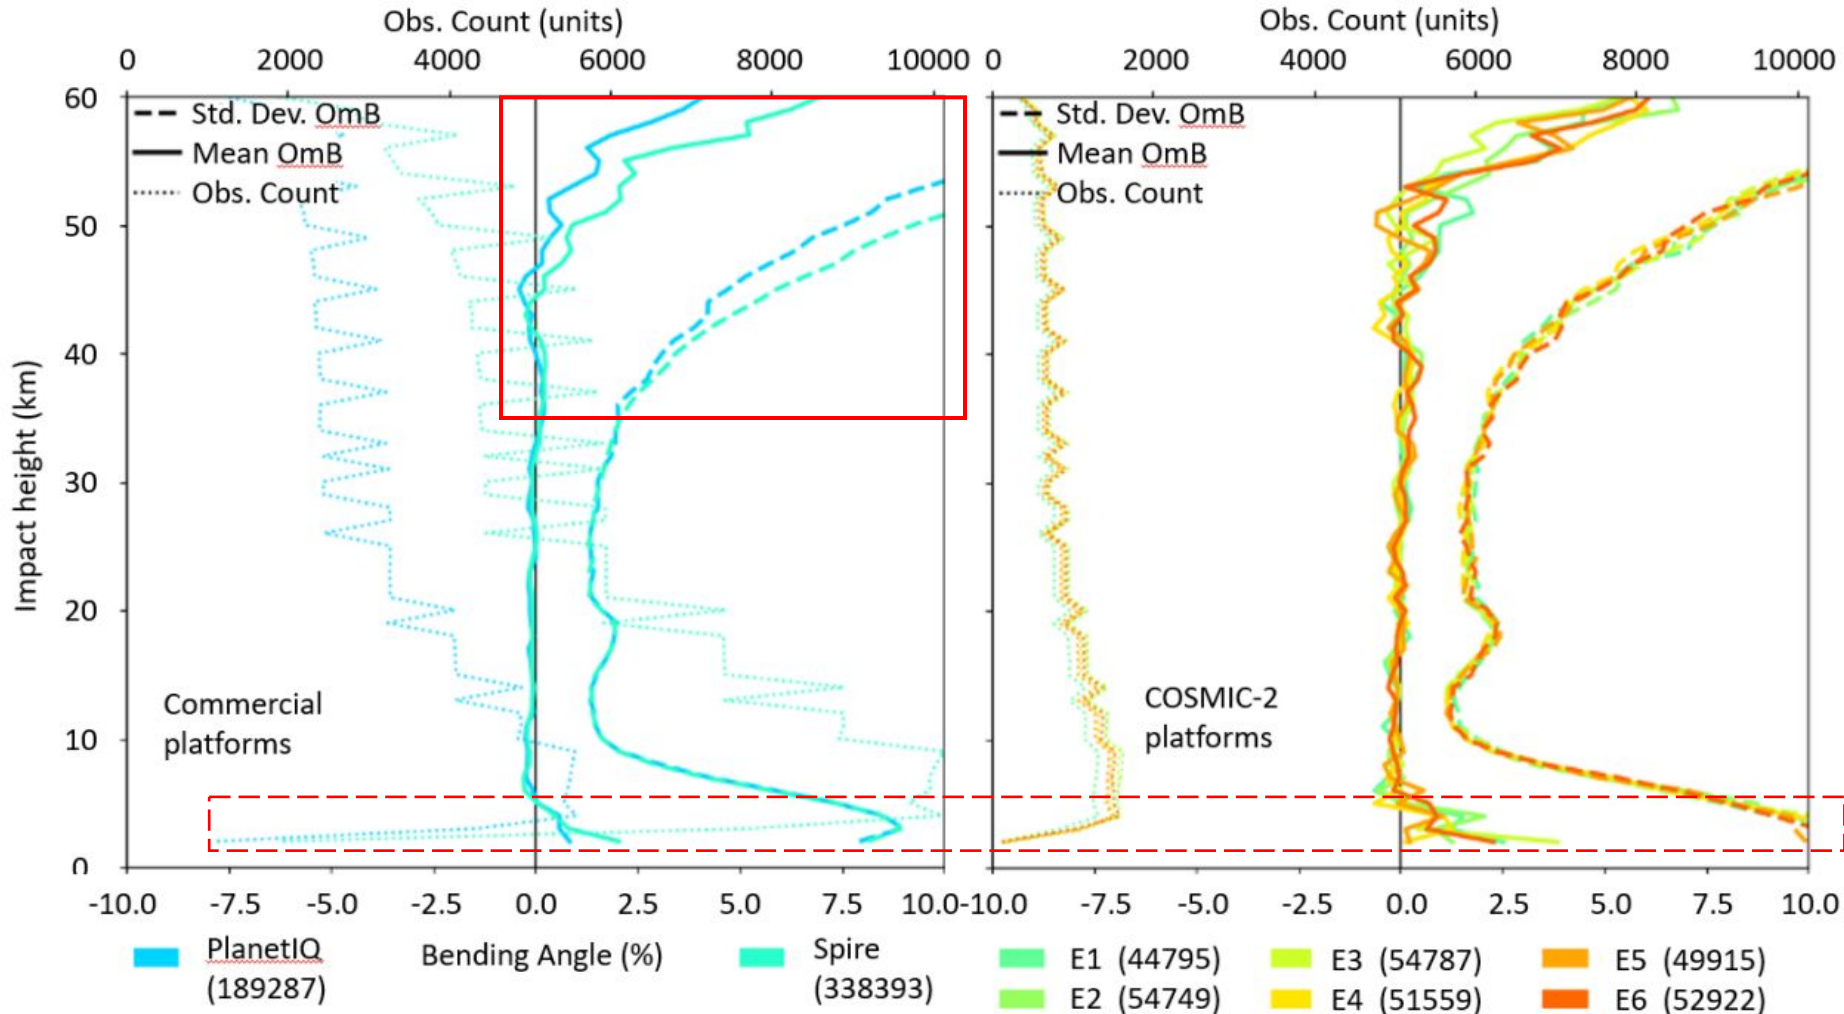 Obs. Count (units)
Obs. Count (units)
0 2000 4000 6000 8000 10000
0 2000 4000 6000 8000 10000
60
50
40
30
20
10
0
Impact height (km)
Std. Dev. OmB
Mean OmB
Obs. Count
Std. Dev. OmB
Mean OmB
Obs. Count
Commercial
platforms
COSMIC-2
platforms
-10.0 -7.5 -5.0 -2.5 0.0 2.5 5.0 7.5 10.0
-10.0 -7.5 -5.0 -2.5 0.0 2.5 5.0 7.5 10.0
PlanetIQ
(189287)
Bending Angle (%)
Spire
(338393)
E1 (44795)
E3 (54787)
E5 (49915)
E2 (54749)
E4 (51559)
E6 (52922)